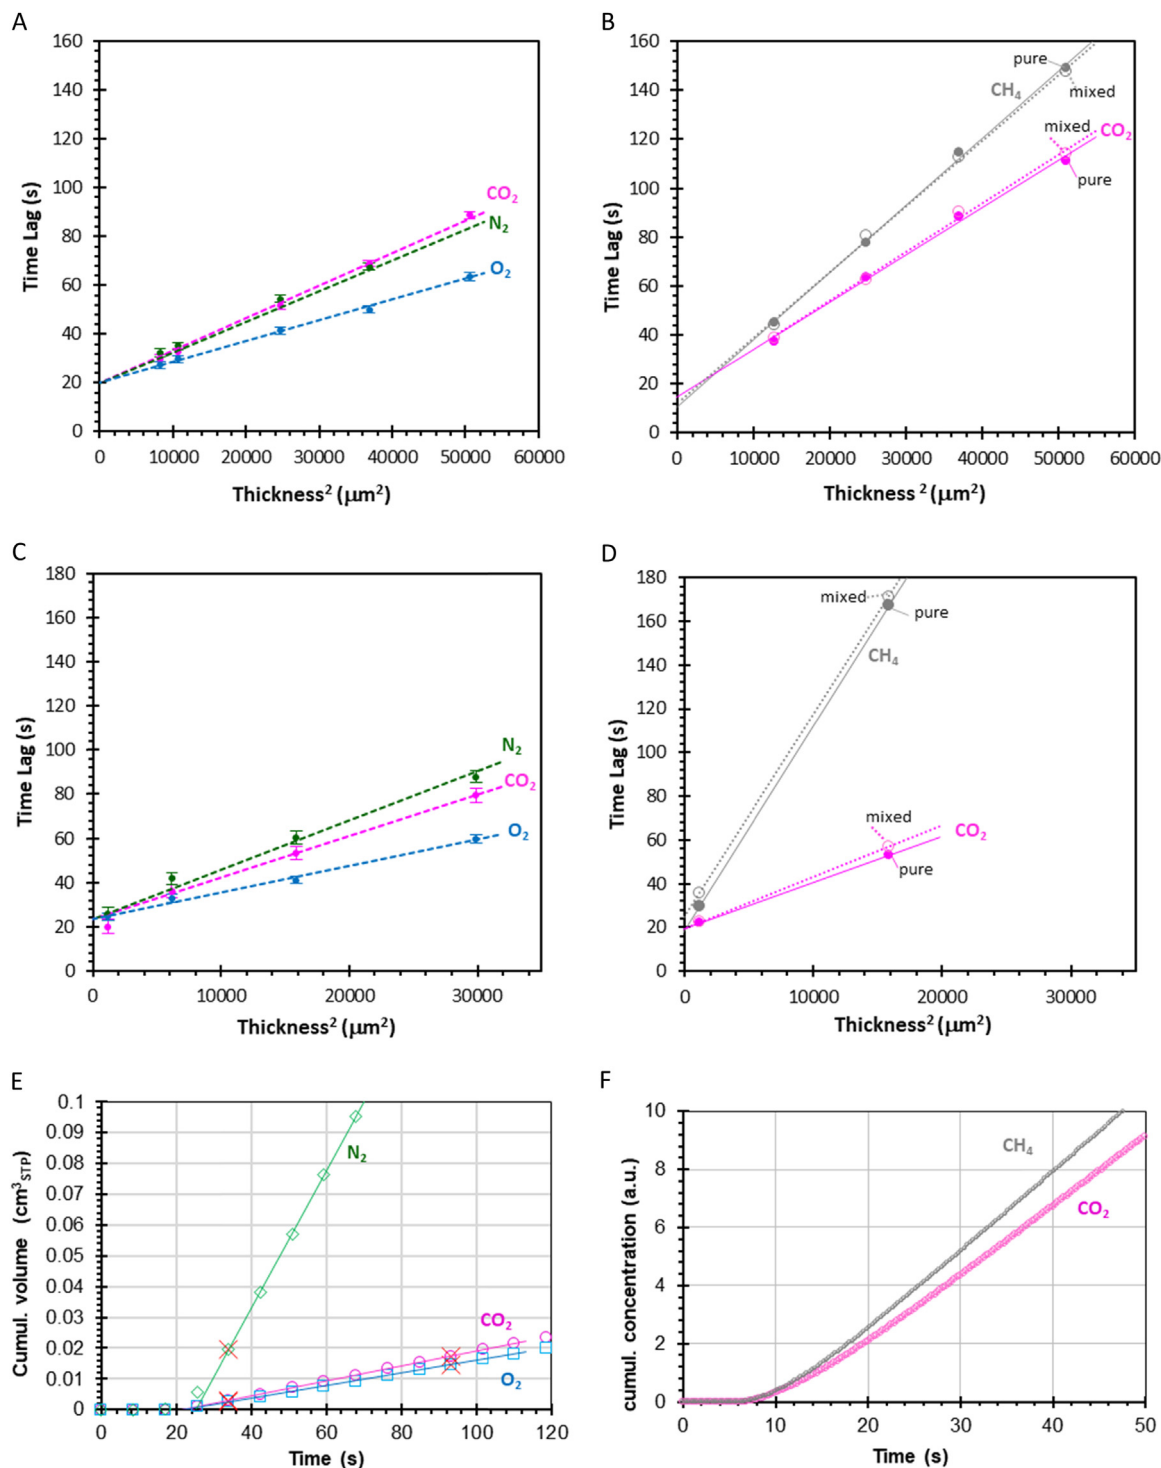 A
160
140
120
100
80
60
40
20
0
Time Lag (s)
CO2
N2
O2
0 10000 20000 30000 40000 50000 60000
Thickness2 (μm2)
B
160
140
120
100
80
60
40
20
0
Time Lag (s)
pure
CH4
mixed
mixed
CO2
pure
0 10000 20000 30000 40000 50000 60000
Thickness 2 (μm2)
C
180
160
140
120
100
80
60
40
20
0
Time Lag (s)
N2
CO2
O2
0 10000 20000 30000
Thickness2 (μm2)
D
180
160
140
120
100
80
60
40
20
0
Time Lag (s)
mixed
pure
CH4
mixed
CO2
pure
0 10000 20000 30000
Thickness2 (μm2)
E
0.1
0.09
0.08
0.07
0.06
0.05
0.04
0.03
0.02
0.01
0
Cumul. volume (cm3STP)
N2
CO2
O2
0 20 40 60 80 100 120
Time (s)
F
10
8
6
4
2
0
cumul. concentration (a.u.)
CH4
CO2
0 10 20 30 40 50
Time (s)